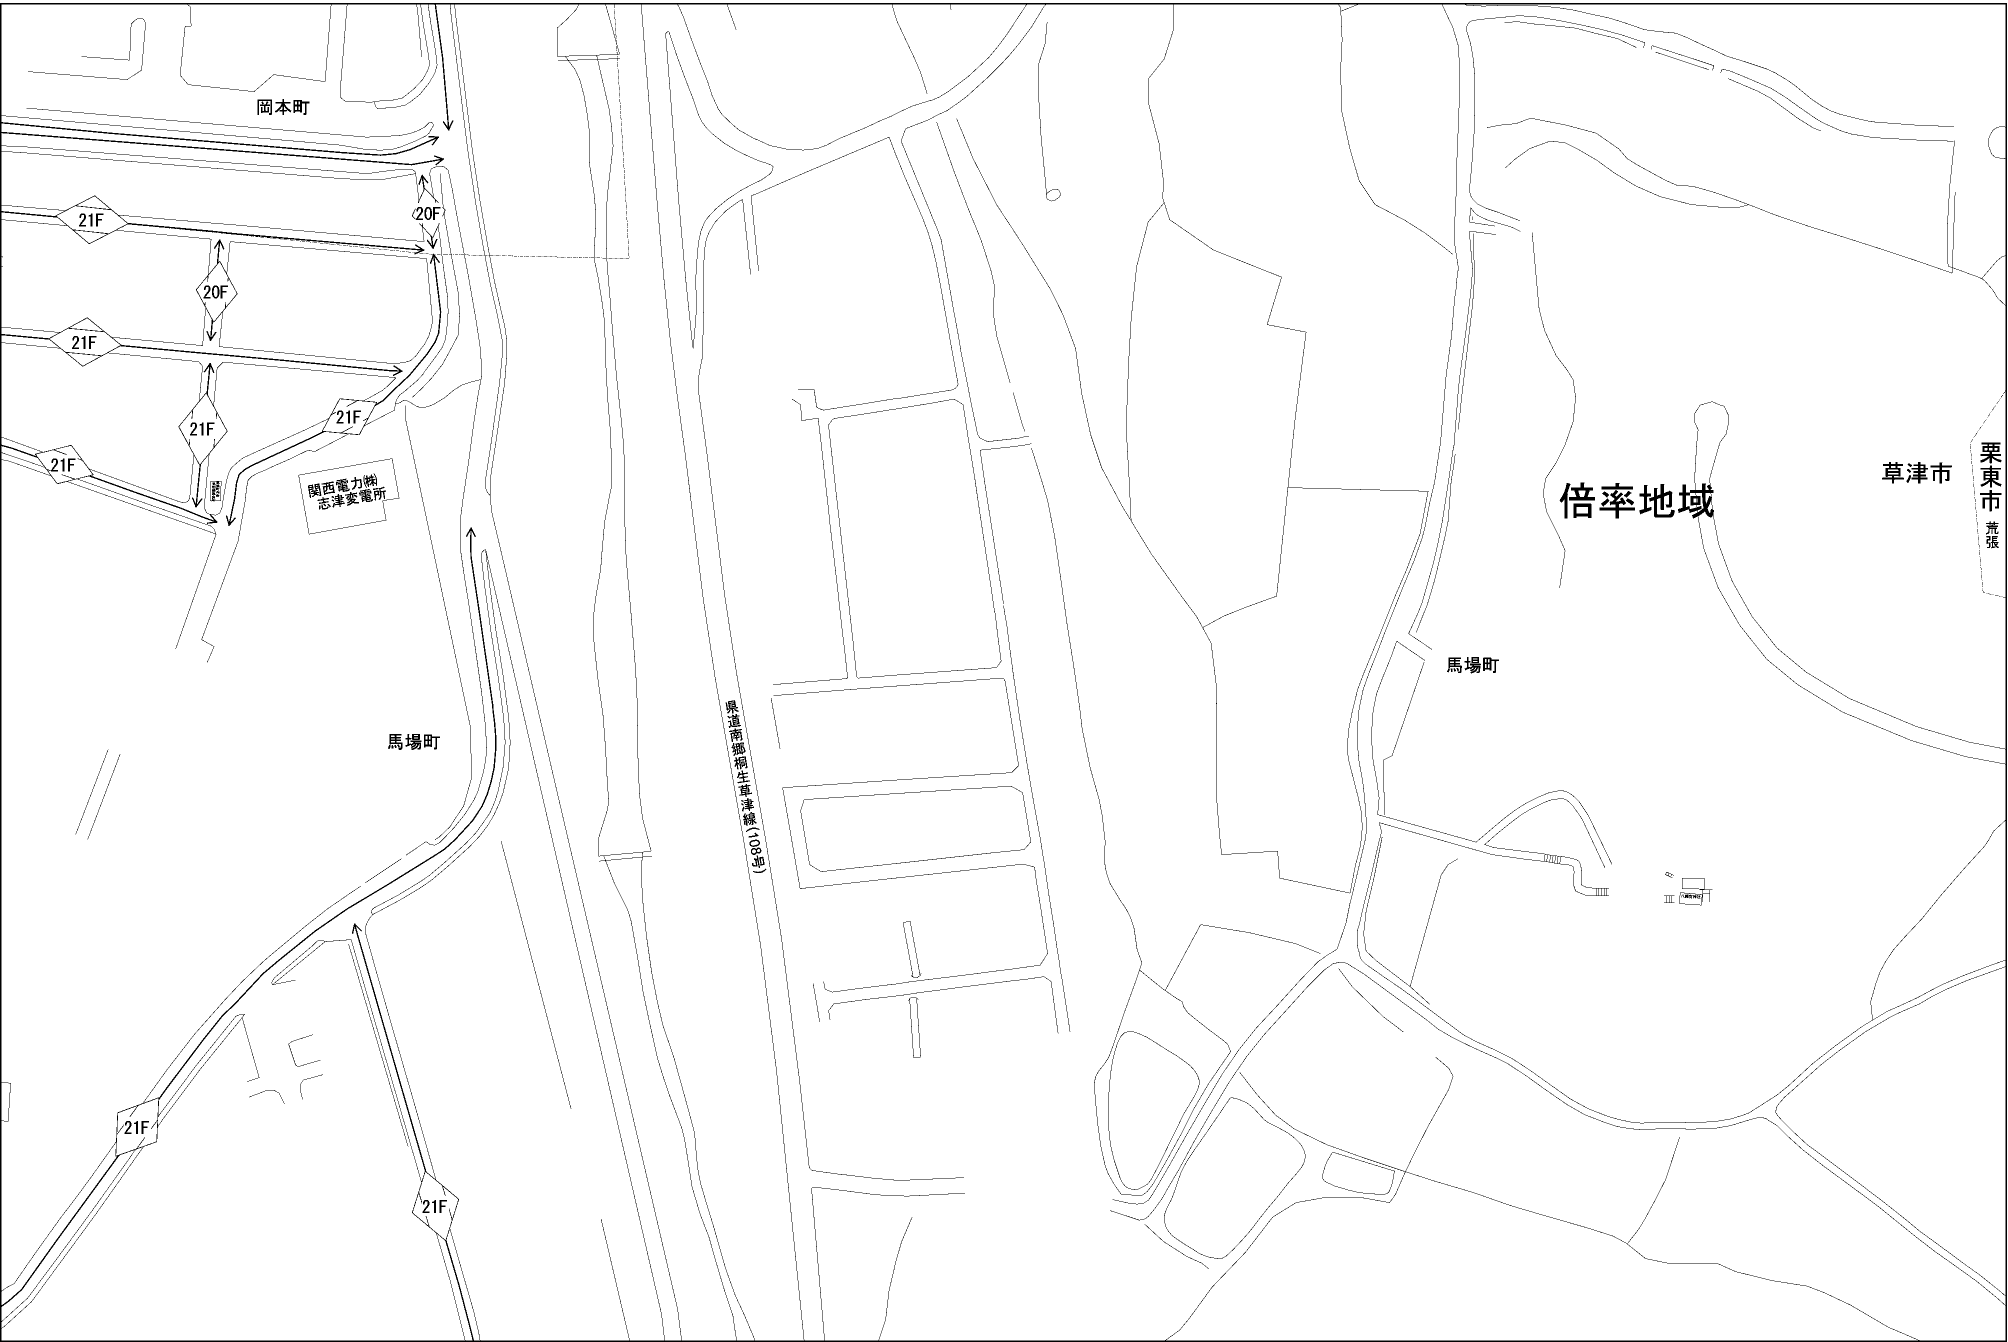 岡本町
20F
21F
20F
21F
21F
21F
21F
関西電力㈱
志津変電所
倍率地域
草津市
栗東市
荒張
馬場町
馬場町
県道南郷桐生草津線(108号)
21F
21F